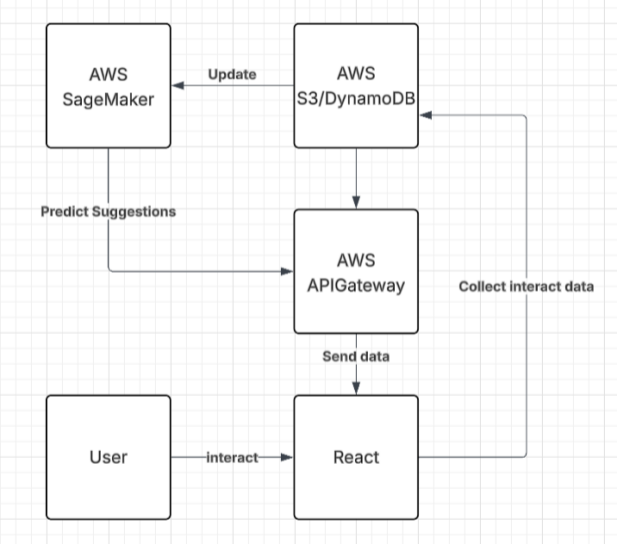 AWS
SageMaker
Update
AWS
S3/DynamoDB
Predict Suggestions
AWS
APIGateway
Collect interact data
Send data
User
interact
React